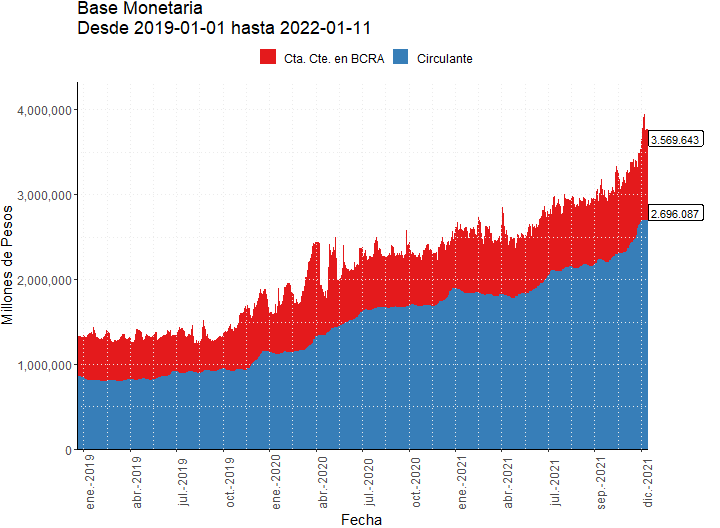 Base Monetaria
Desde 2019-01-01 hasta 2022-01-11
Cta. Cte. en BCRA Circulante
Millones de Pesos
4,000,000
3,000,000
2,000,000
1,000,000
0
3.569.643
2.696.087
ene.-2019 abr.-2019 jul.-2019 oct.-2019 ene.-2020 abr.-2020 jul.-2020 oct.-2020 ene.-2021 abr.-2021 jul.-2021 sep.-2021 dic.-2021
Fecha